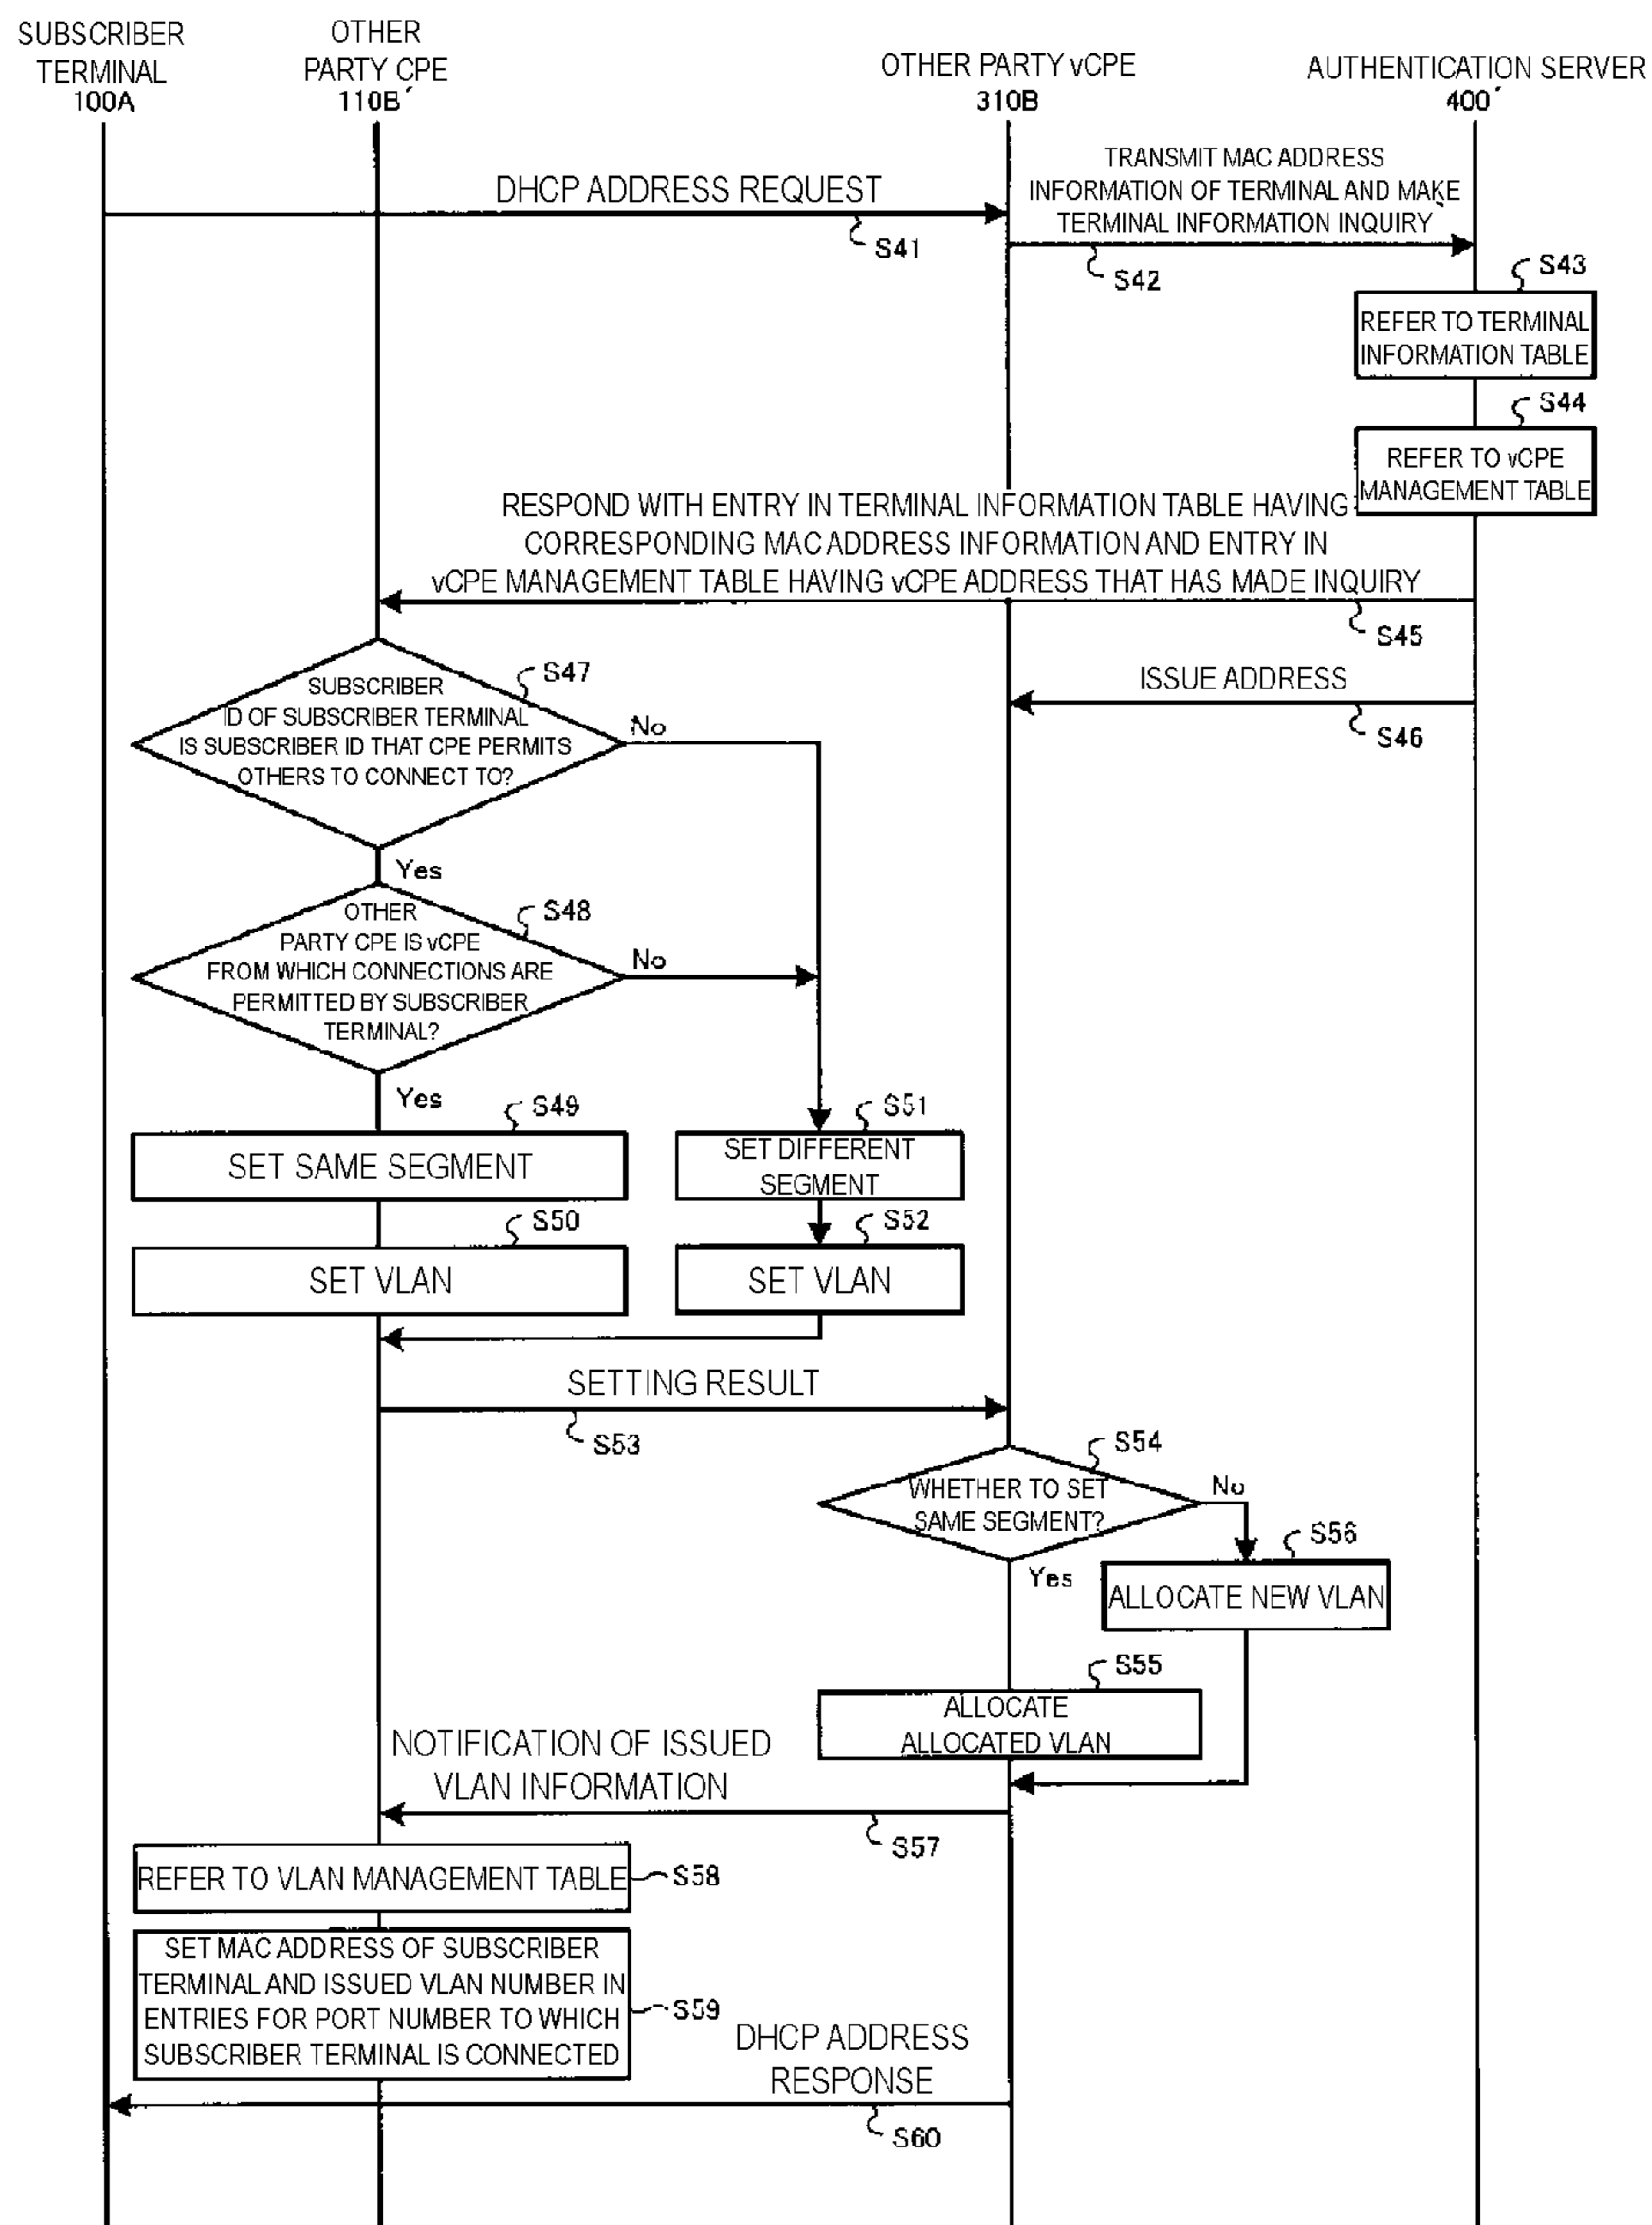 SUBSCRIBER
TERMINAL
100A
OTHER
PARTY CPE
110B´
OTHER PARTY vCPE
310B
AUTHENTICATION SERVER
400´
DHCP ADDRESS REQUEST
S41
TRANSMIT MAC ADDRESS
INFORMATION OF TERMINAL AND MAKE
TERMINAL INFORMATION INQUIRY
S42
S43
REFER TO TERMINAL
INFORMATION TABLE
S44
REFER TO vCPE
MANAGEMENT TABLE
RESPOND WITH ENTRY IN TERMINAL INFORMATION TABLE HAVING
CORRESPONDING MAC ADDRESS INFORMATION AND ENTRY IN
vCPE MANAGEMENT TABLE HAVING vCPE ADDRESS THAT HAS MADE INQUIRY
S45
ISSUE ADDRESS
S46
S47
SUBSCRIBER
ID OF SUBSCRIBER TERMINAL
IS SUBSCRIBER ID THAT CPE PERMITS
OTHERS TO CONNECT TO?
No
Yes
S48
OTHER
PARTY CPE IS vCPE
FROM WHICH CONNECTIONS ARE
PERMITTED BY SUBSCRIBER
TERMINAL?
No
Yes
S49
SET SAME SEGMENT
S51
SET DIFFERENT
SEGMENT
S50
SET VLAN
S52
SET VLAN
SETTING RESULT
S53
S54
WHETHER TO SET
SAME SEGMENT?
No
Yes
S56
ALLOCATE NEW VLAN
S55
ALLOCATE
ALLOCATED VLAN
NOTIFICATION OF ISSUED
VLAN INFORMATION
S57
REFER TO VLAN MANAGEMENT TABLE
S58
SET MAC ADDRESS OF SUBSCRIBER
TERMINAL AND ISSUED VLAN NUMBER IN
ENTRIES FOR PORT NUMBER TO WHICH
SUBSCRIBER TERMINAL IS CONNECTED
S59
DHCP ADDRESS
RESPONSE
S60